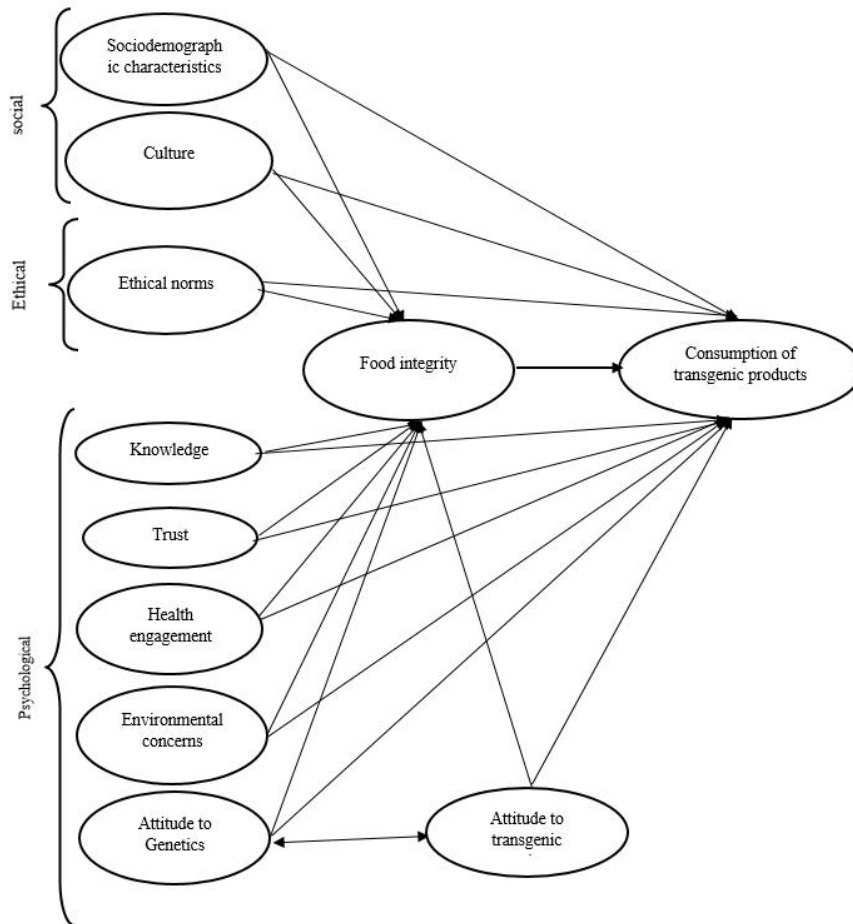 social
Sociodemograph
ic characteristics
Culture
Ethical
Ethical norms
Food integrity
Consumption of
transgenic products
Psychological
Knowledge
Trust
Health
engagement
Environmental
concerns
Attitude to
Genetics
Attitude to
transgenic